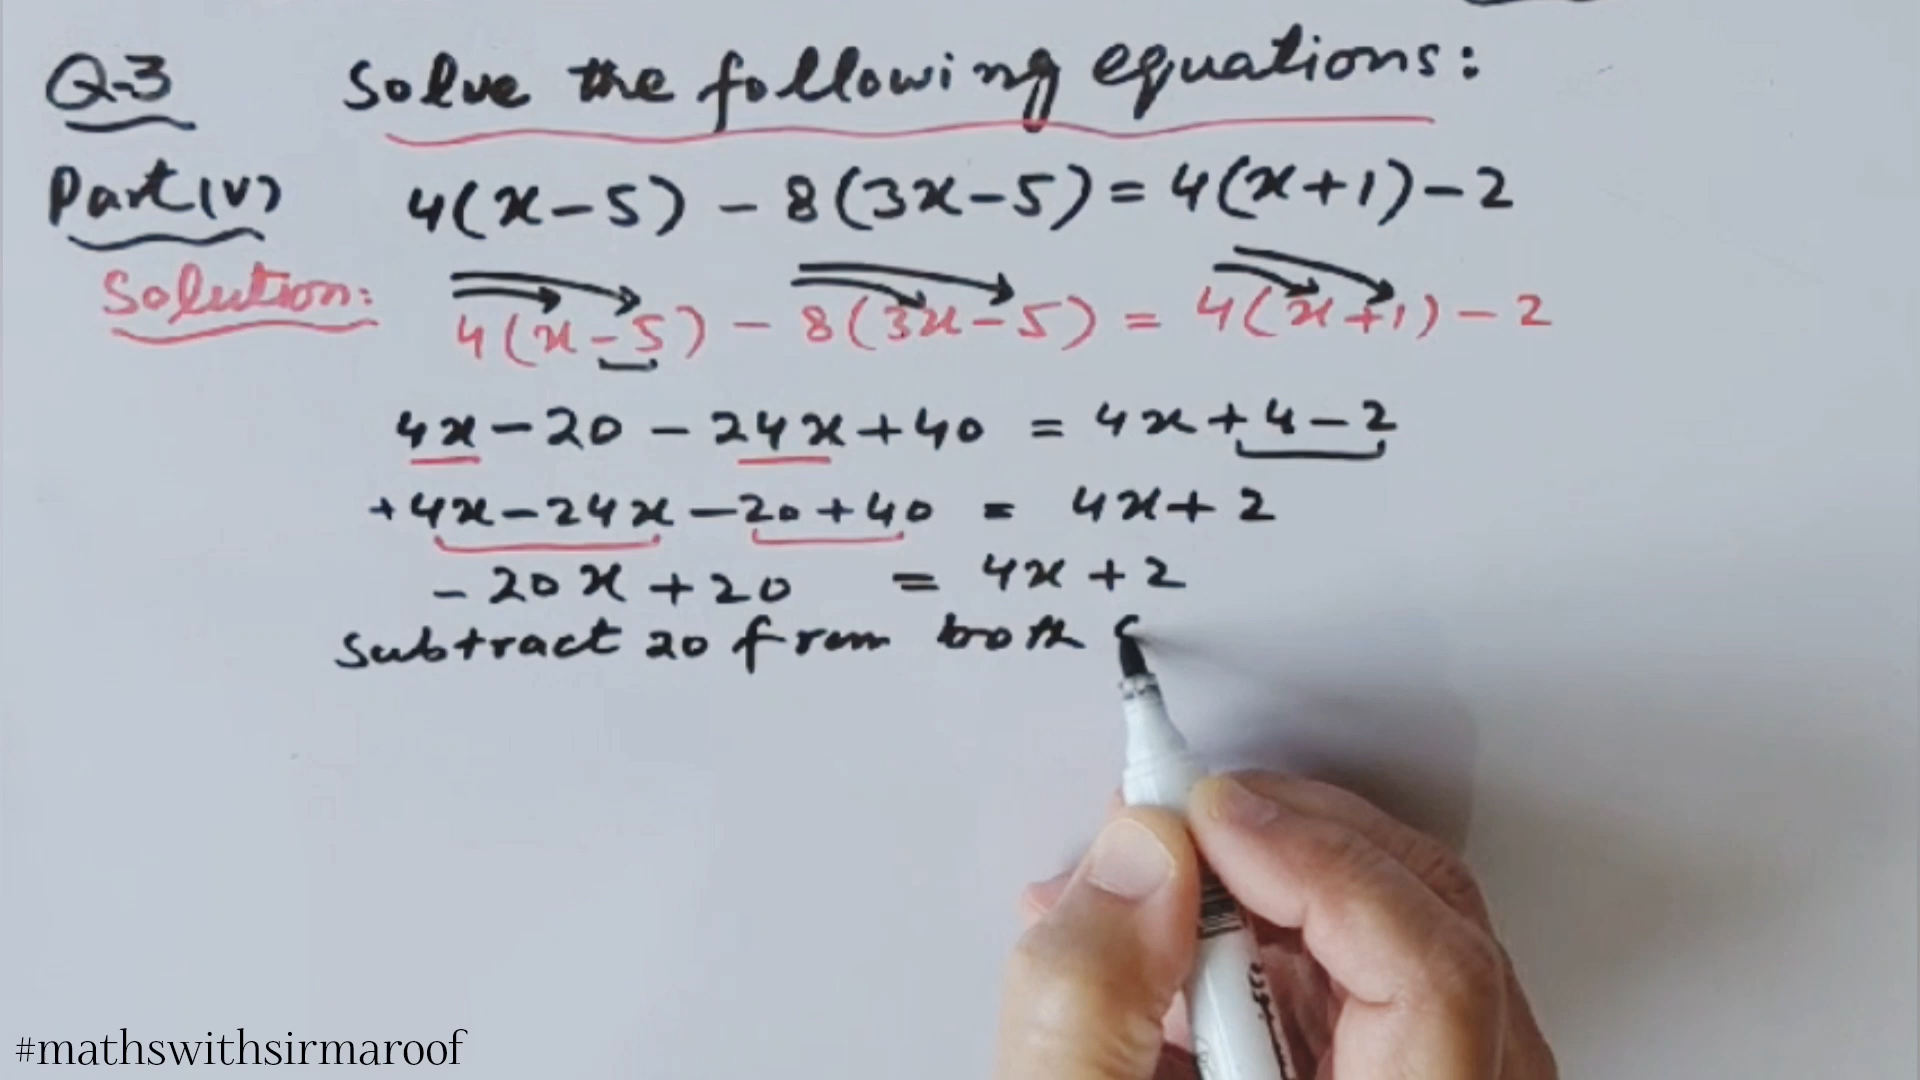 Q-3 Solve the following equations:
Part (v) 4(x-5) - 8(3x-5) = 4(x+1) - 2
Solution: 4(x-5) - 8(3x-5) = 4(x+1) - 2
4x - 20 - 24x + 40 = 4x + 4 - 2
+4x - 24x - 20 + 40 = 4x + 2
-20x + 20 = 4x + 2
Subtract 20 from both
#mathswithsirmaroof